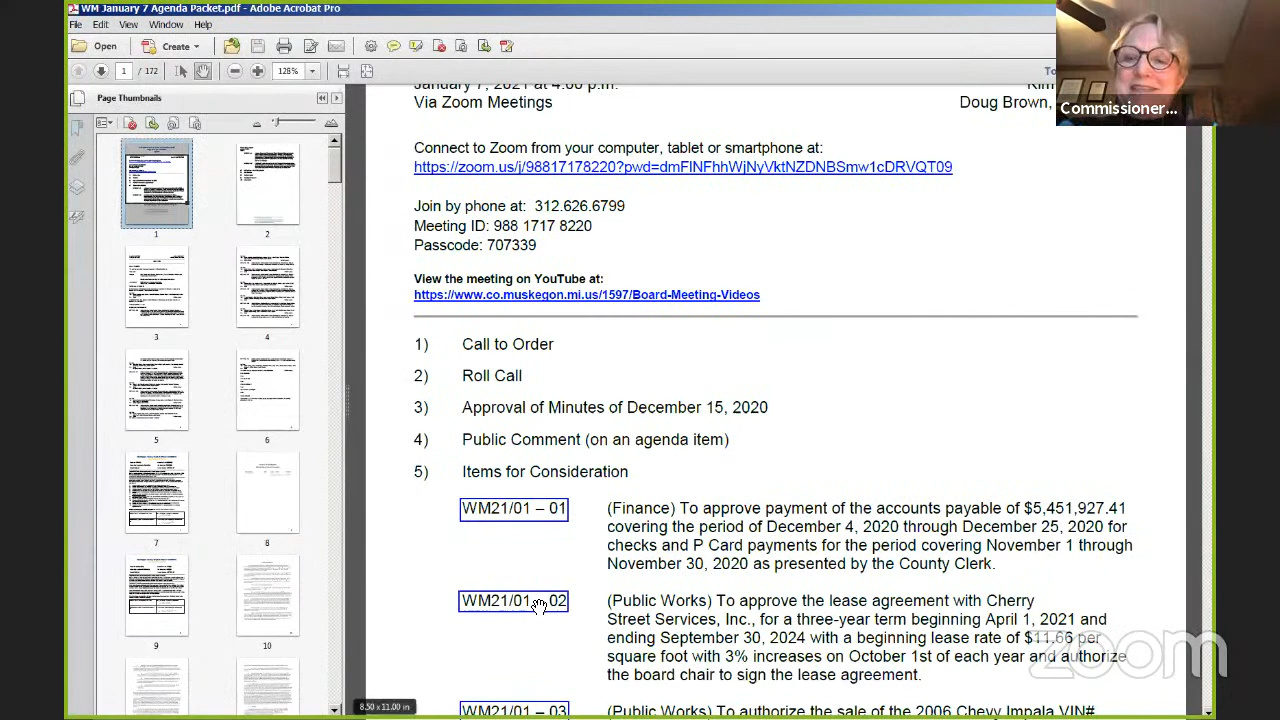 WM January 7 Agenda Packet.pdf - Adobe Acrobat Pro
File Edit View Window Help
Open Create
1 / 172 128%
To
Page Thumbnails
1
2
3
4
5
6
7
8
9
10
January 7, 2021 at 4:00 p.m.
Via Zoom Meetings
Doug Brown,
Commissioner...
Connect to Zoom from your computer, tablet or smartphone at:
Join by phone at: 312.626.6799
Meeting ID: 988 1717 8220
Passcode: 707339
View the meeting on YouTube at:
https://www.co.muskegon.mi.us/1597/Board-Meeting-Videos
1) Call to Order
2) Roll Call
3) Approval of Minutes of December 15, 2020
4) Public Comment (on an agenda item)
5) Items for Consideration
WM21/01 – 01 (Finance) To approve payment of the accounts payable of $5,451,927.41
covering the period of December 4, 2020 through December 25, 2020 for
checks and P Card payments for the period covering November 1 through
November 30, 2020 as presented by the County Clerk.
WM21/01 – 02 (Public Works) To approve the lease agreement with Cherry
Street Services, Inc., for a three-year term beginning April 1, 2021 and
ending September 30, 2024 with a beginning lease rate of $11.66 per
square foot with 3% increases on October 1st of each year and authorize
the board chair to sign the lease agreement.
WM21/01 – 03 (Public Works) To authorize the sale of the 2006 Chevy Impala VIN#
8.50 x 11.00 in
zoom